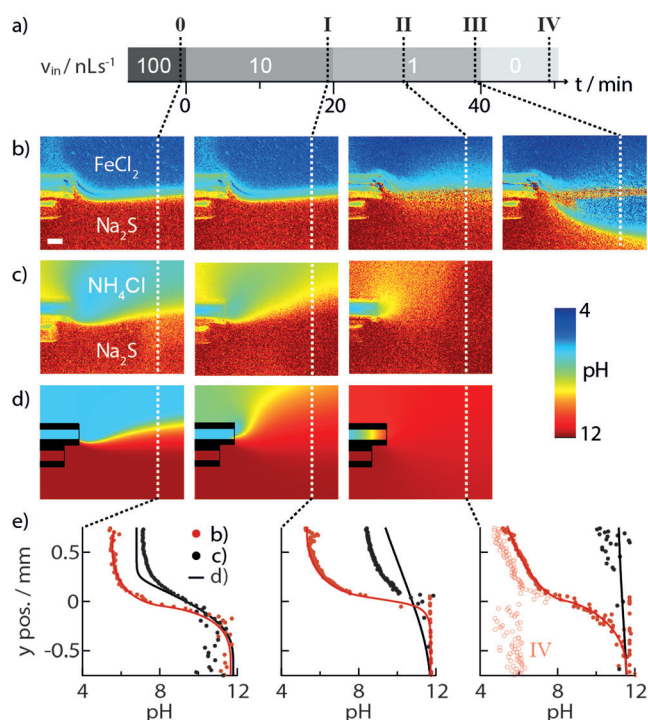 a)
0 I II III IV
v_in / nLs⁻¹ 100 10 1 0
t / min
0 20 40
b)
FeCl₂
Na₂S
c)
NH₄Cl
Na₂S
4
pH
12
d)
e)
b)
c)
d)
y pos. / mm
0.5
0
-0.5
IV
4 8 12 4 8 12 4 8 12
pH pH pH